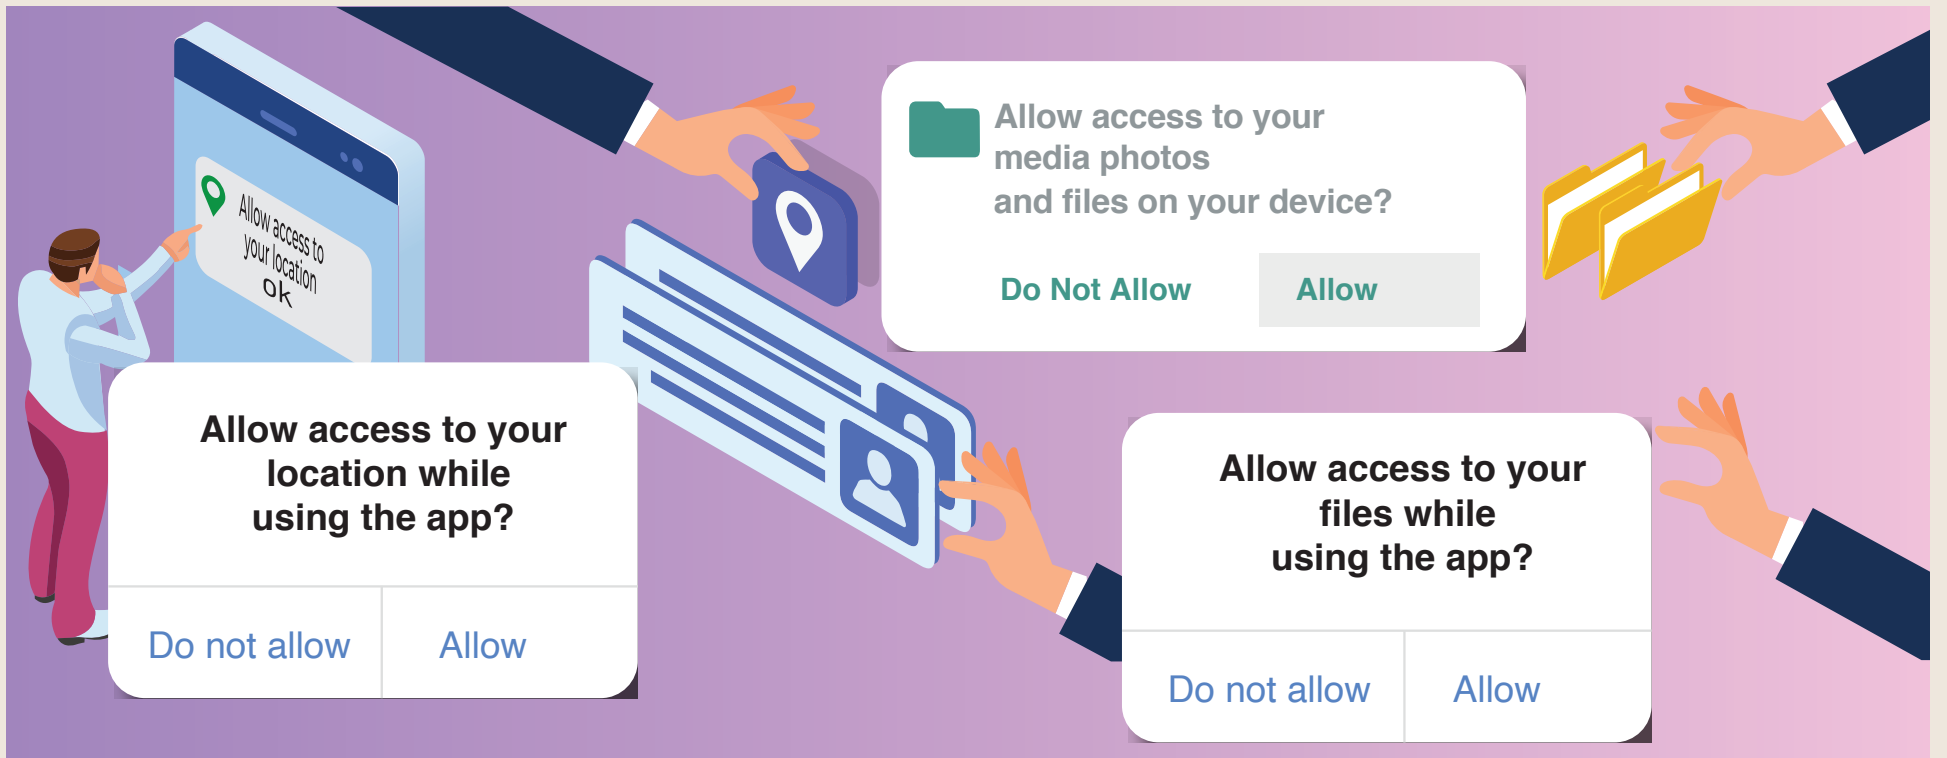 Allow access to
your location
ok
Allow access to your
media photos
and files on your device?
Do Not Allow
Allow
Allow access to your
location while
using the app?
Do not allow
Allow
Allow access to your
files while
using the app?
Do not allow
Allow